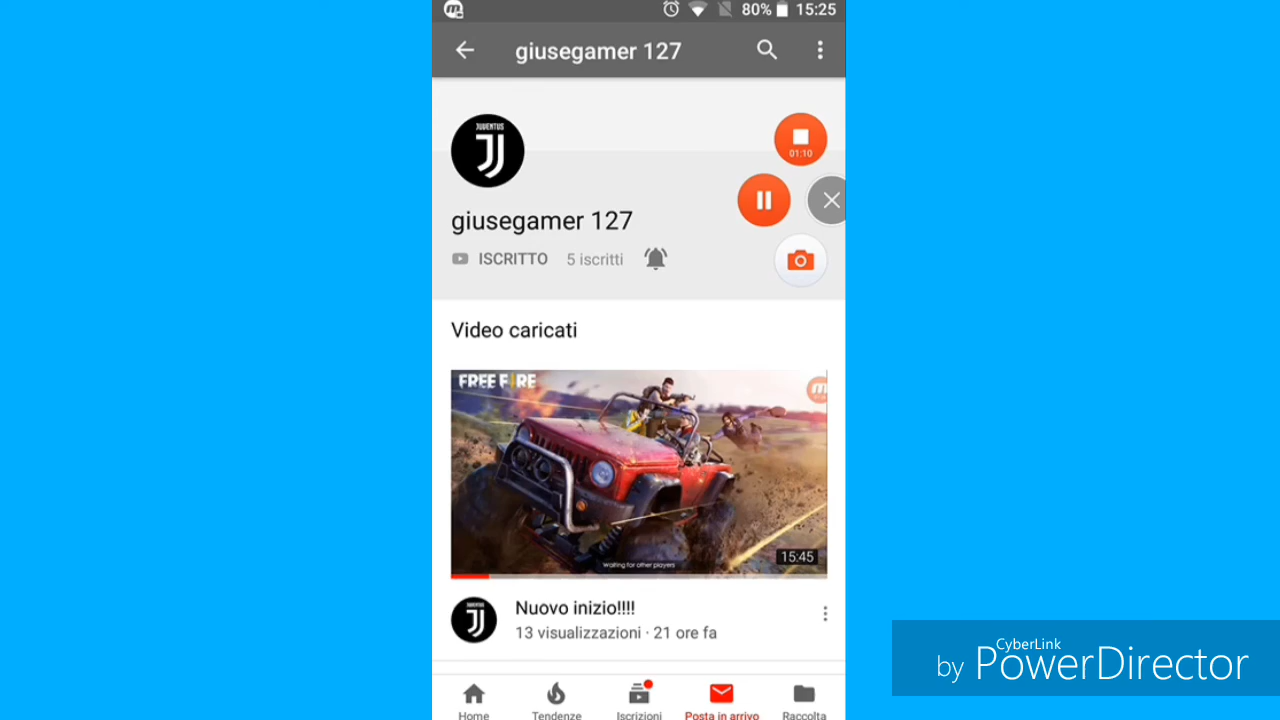 80% 15:25
giusegamer 127
JUVENTUS
01:10
giusegamer 127
ISCRITTO 5 iscritti
Video caricati
FREE FIRE
Waiting for other players
15:45
JUVENTUS
Nuovo inizio!!!!
13 visualizzazioni · 21 ore fa
Home Tendenze Iscrizioni Posta in arrivo Raccolta
CyberLink
by PowerDirector